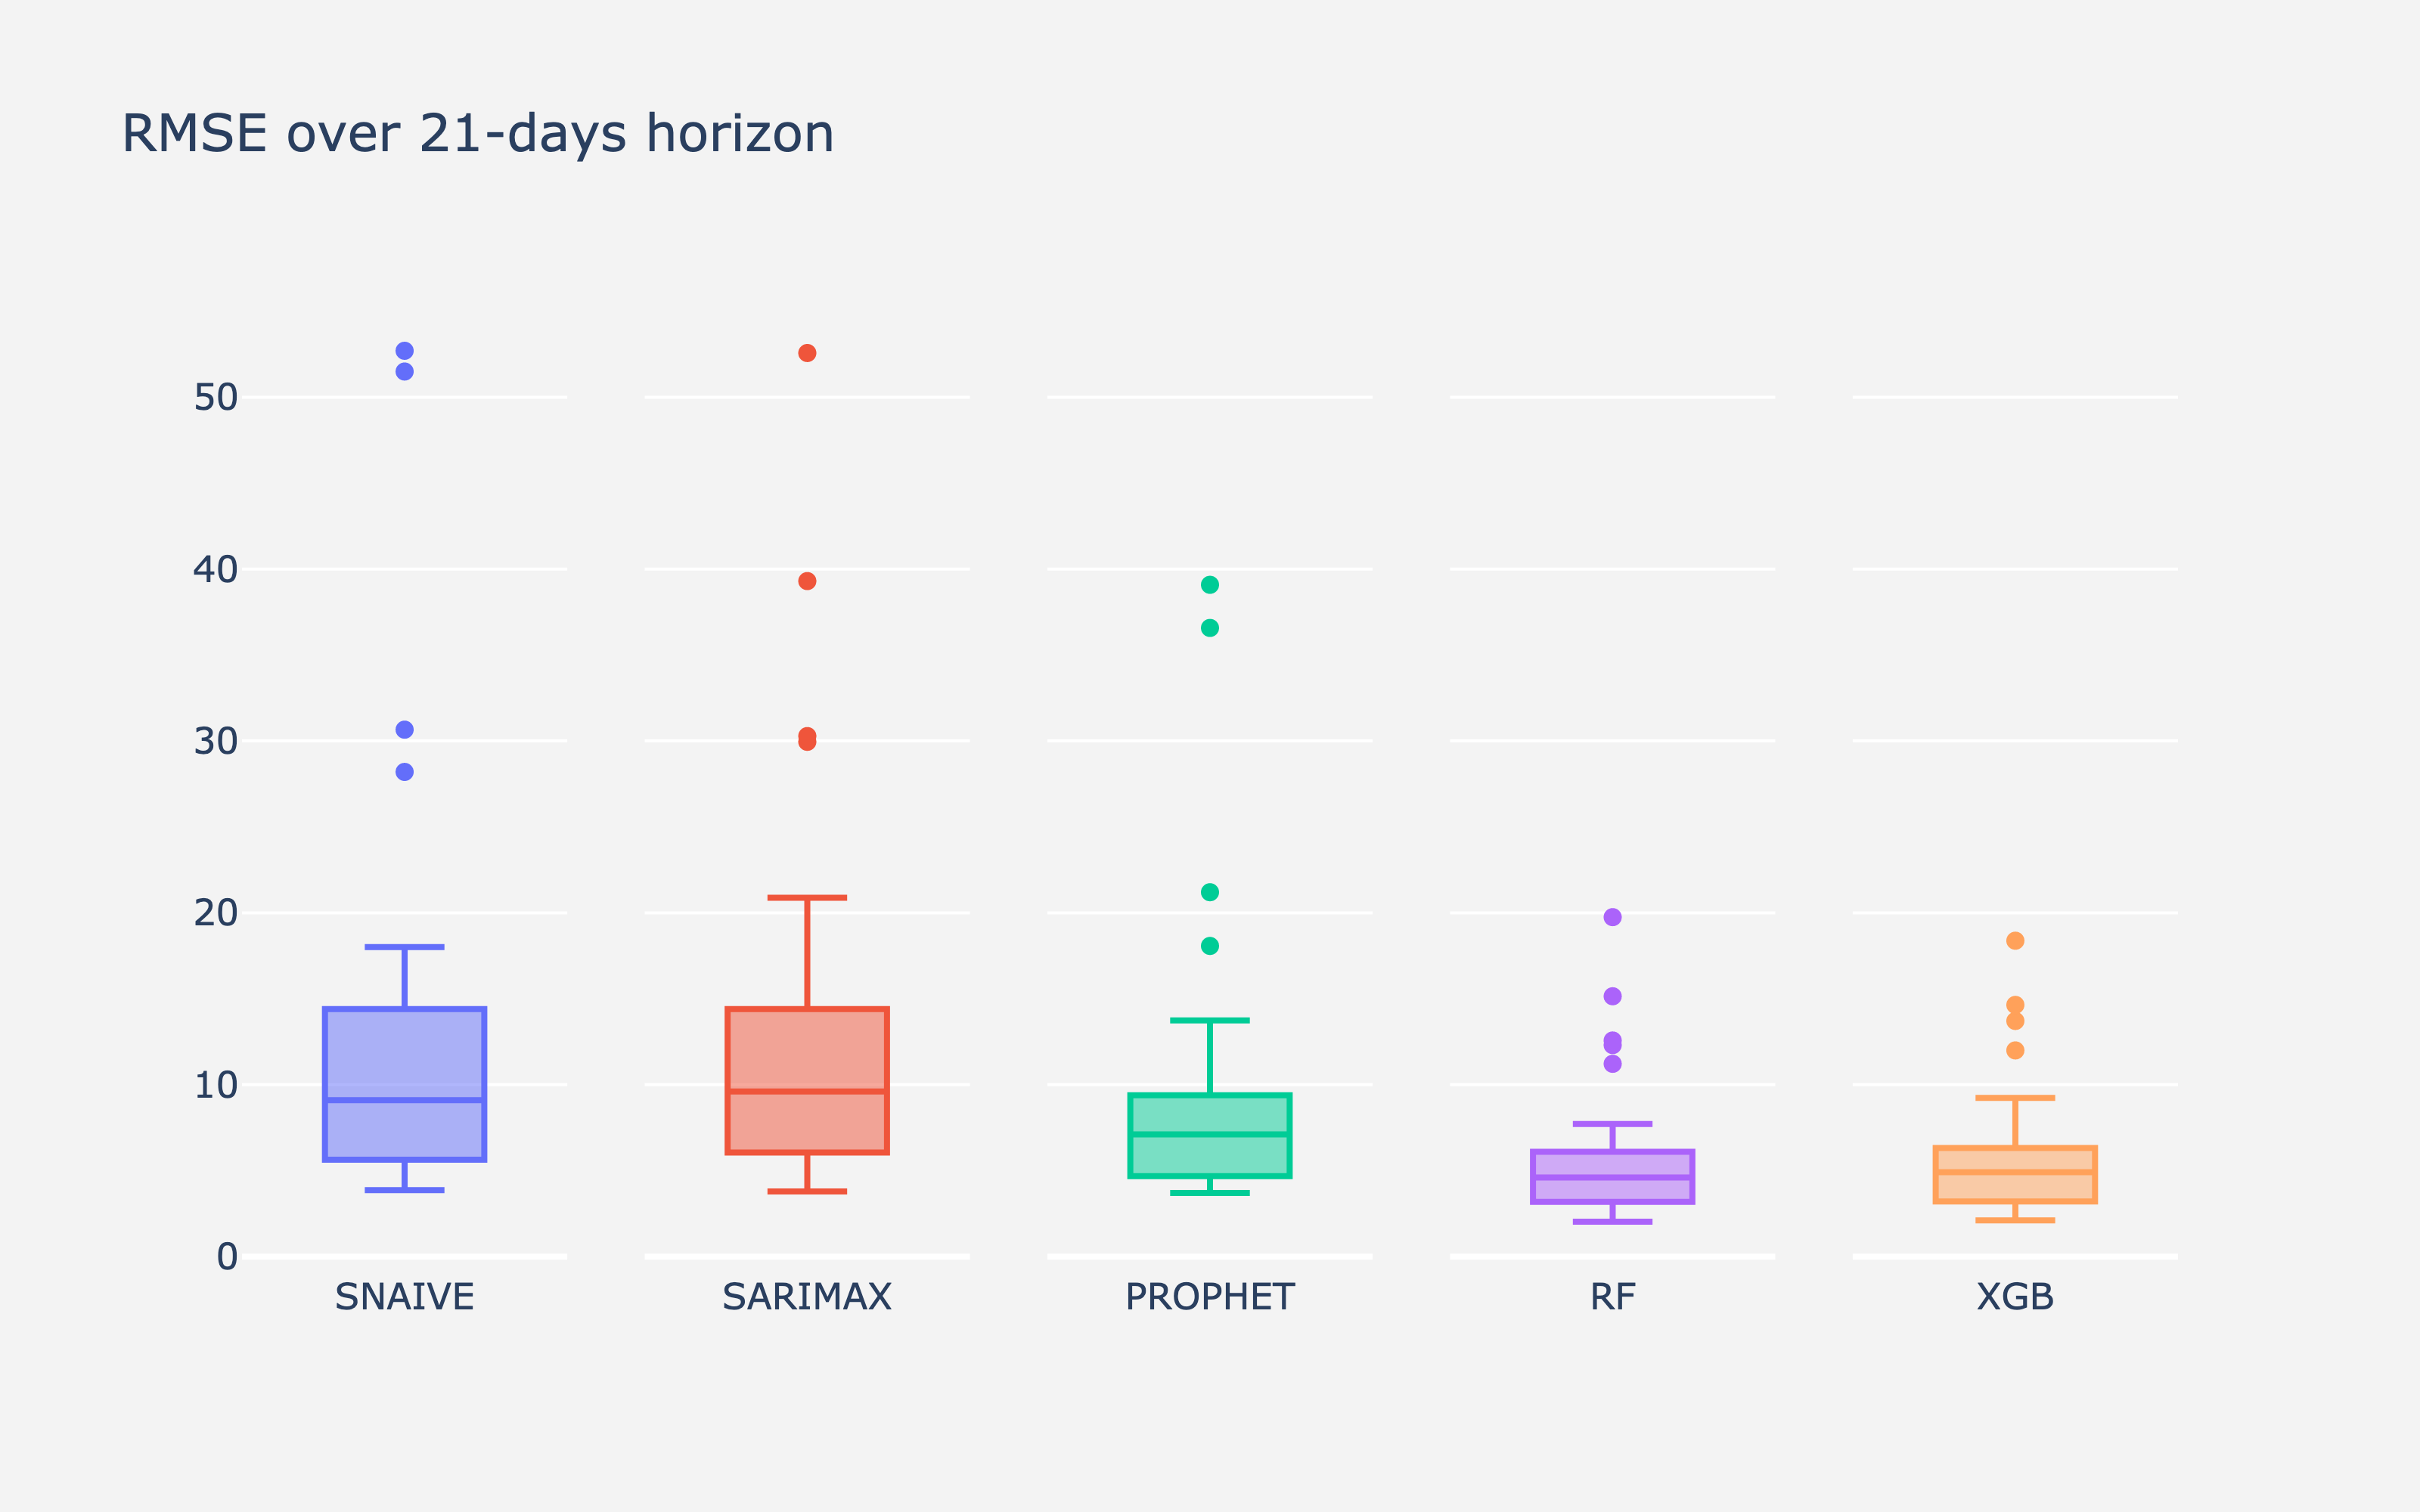 RMSE over 21-days horizon
50
40
30
20
10
0
SNAIVE
SARIMAX
PROPHET
RF
XGB